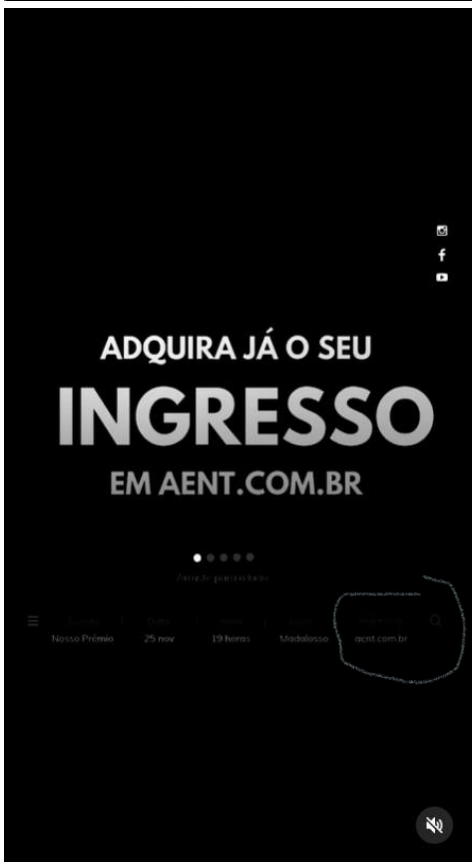 ADQUIRA JÁ O SEU
INGRESSO
EM AENT.COM.BR
Nosso Prêmio 25 nov 19 horas Madalosso aent.com.br